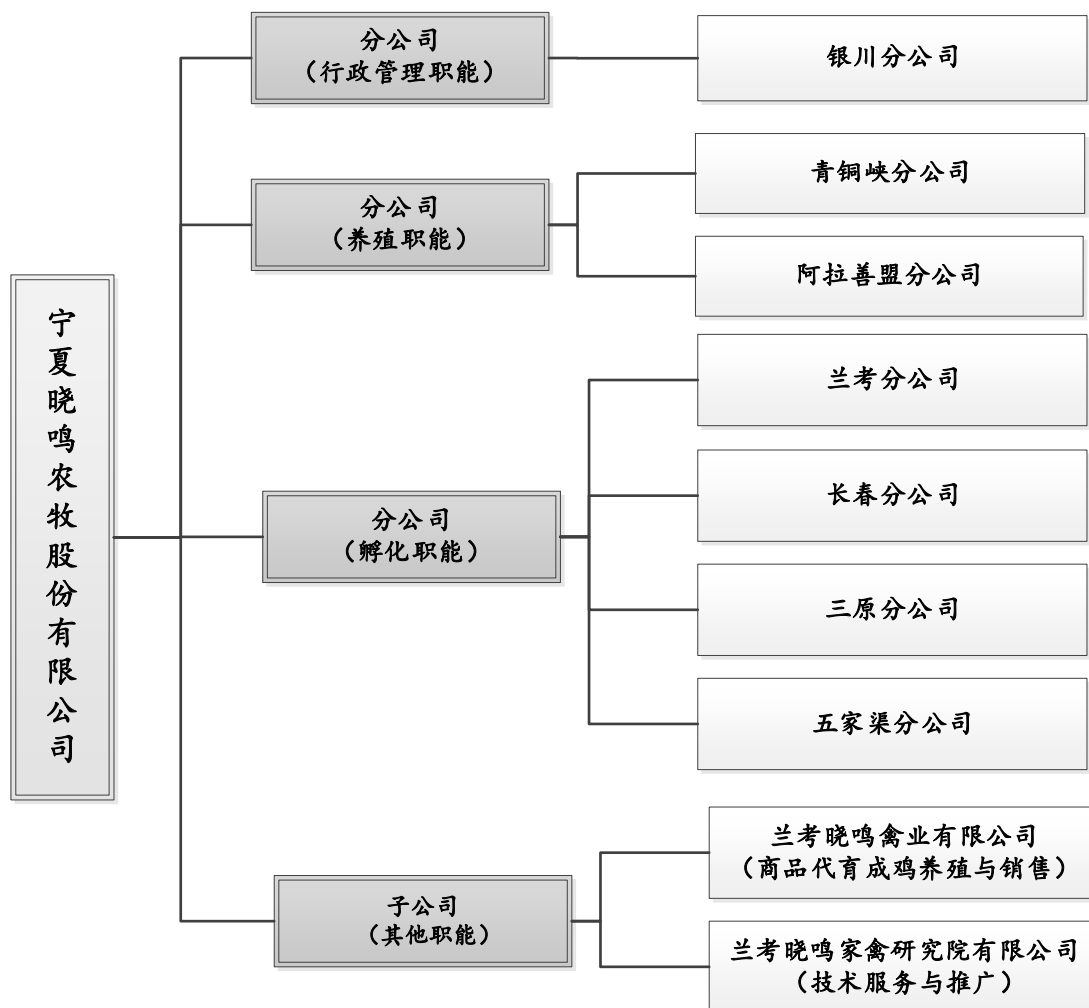 宁夏晓鸣农牧股份有限公司
分公司
（行政管理职能）
银川分公司
分公司
（养殖职能）
青铜峡分公司
阿拉善盟分公司
分公司
（孵化职能）
兰考分公司
长春分公司
三原分公司
五家渠分公司
子公司
（其他职能）
兰考晓鸣禽业有限公司
（商品代育成鸡养殖与销售）
兰考晓鸣家禽研究院有限公司
（技术服务与推广）